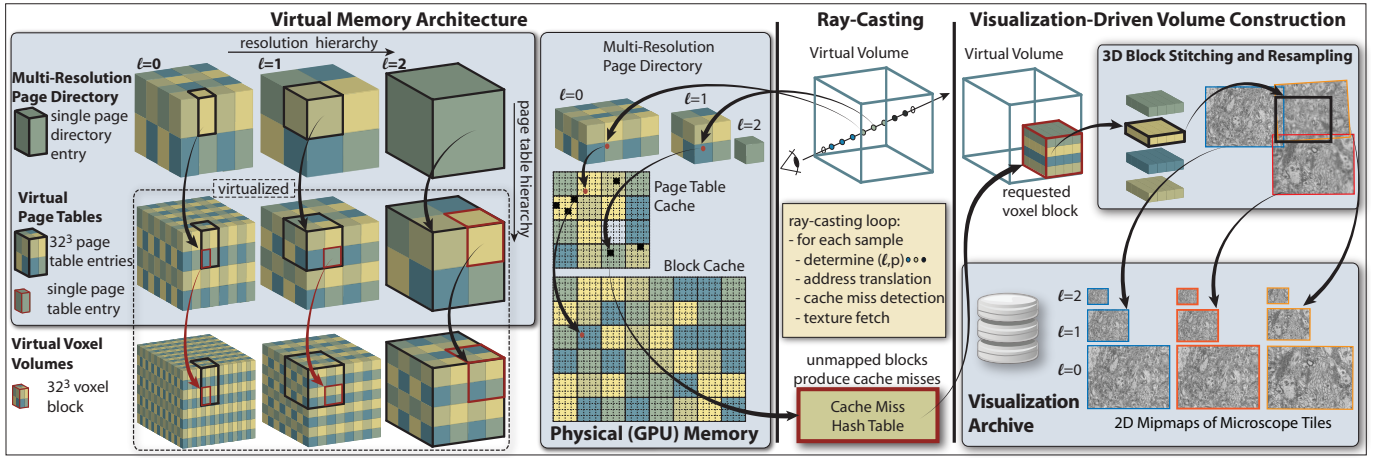 Virtual Memory Architecture
resolution hierarchy
ℓ=0
ℓ=1
ℓ=2
Multi-Resolution
Page Directory
single page
directory
entry
page table hierarchy
virtualized
Virtual
Page Tables
32³ page
table entries
single page
table entry
Virtual Voxel
Volumes
32³ voxel
block
Multi-Resolution
Page Directory
ℓ=0
ℓ=1
ℓ=2
Page Table
Cache
Block Cache
Physical (GPU) Memory
Ray-Casting
Virtual Volume
ray-casting loop:
- for each sample
- determine (ℓ,p)
- address translation
- cache miss detection
- texture fetch
unmapped blocks
produce cache misses
Cache Miss
Hash Table
Visualization-Driven Volume Construction
Virtual Volume
requested
voxel block
3D Block Stitching and Resampling
ℓ=2
ℓ=1
ℓ=0
Visualization
Archive
2D Mipmaps of Microscope Tiles